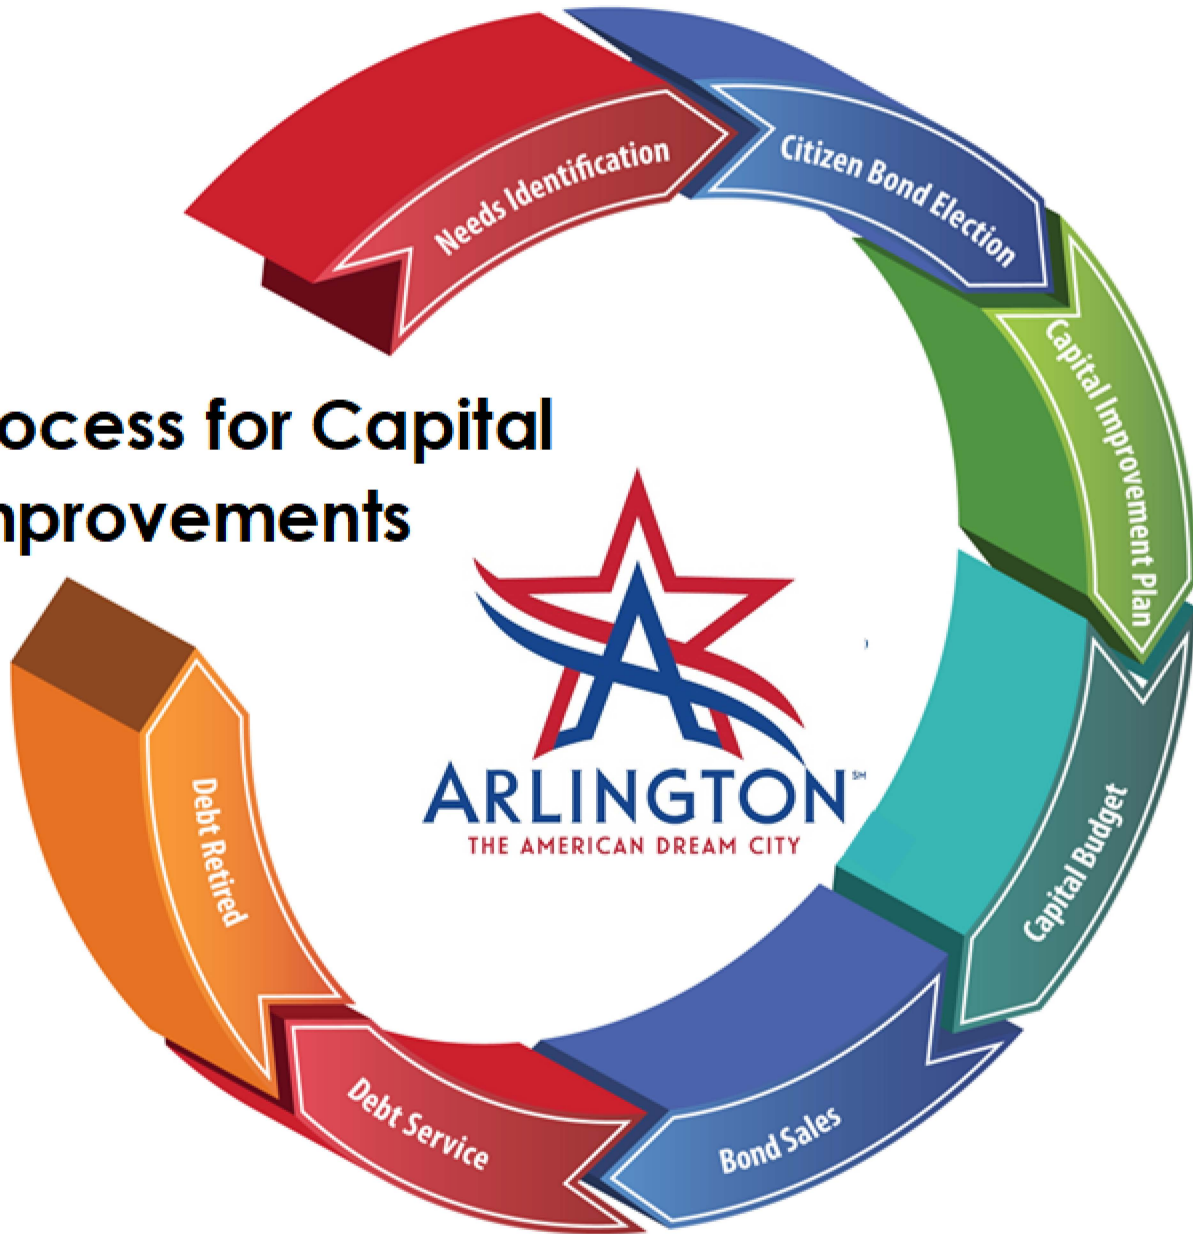 Needs Identification
Citizen Bond Election
Capital Improvement Plan
ocess for Capital
nprovements
ARLINGTON℠
THE AMERICAN DREAM CITY
Capital Budget
Bond Sales
Debt Service
Debt Retired